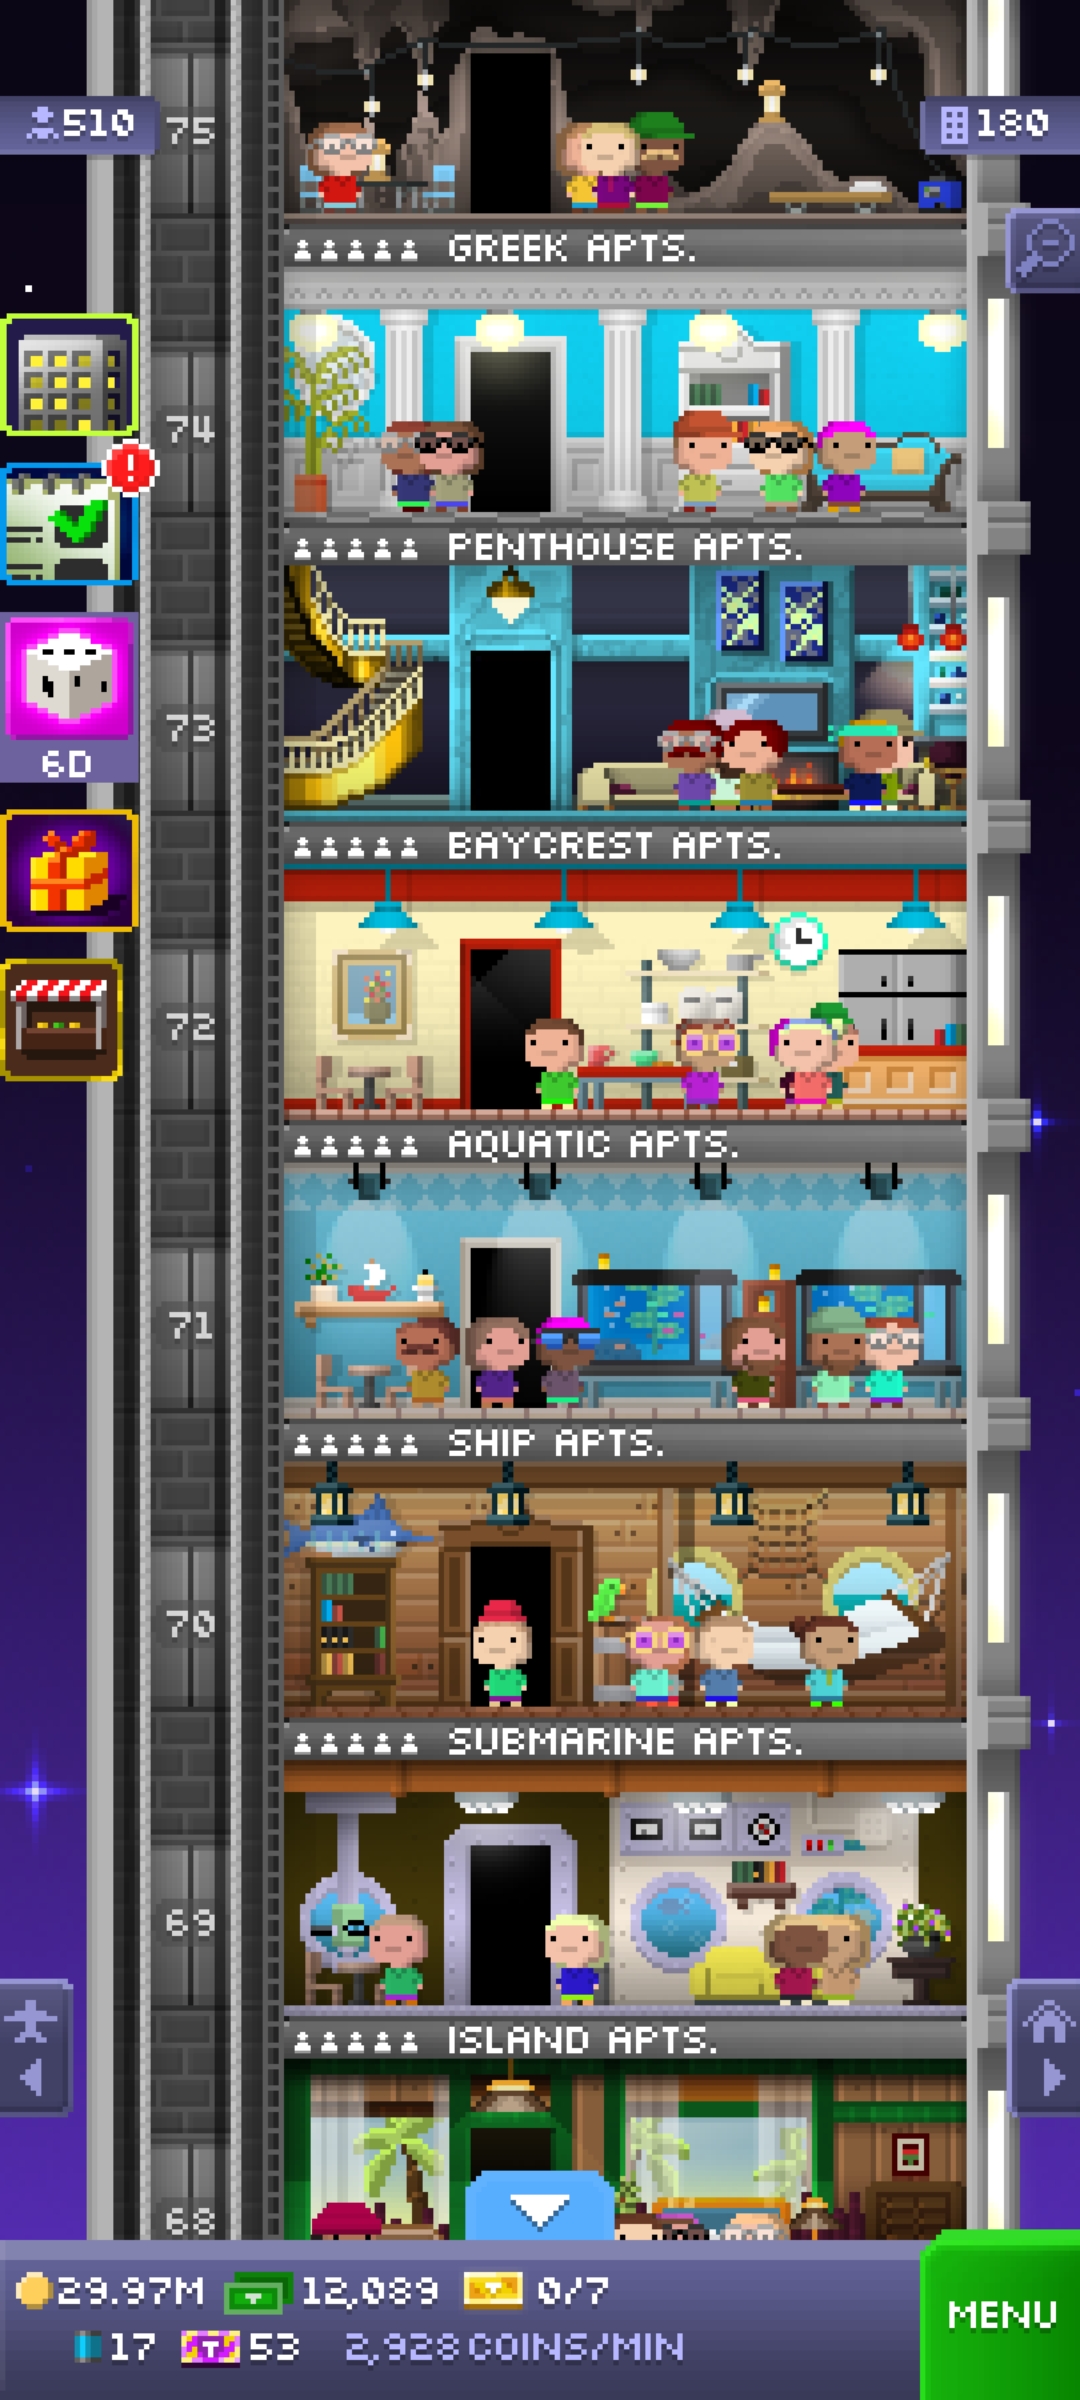 510
180
75
GREEK APTS.
74
PENTHOUSE APTS.
73
6D
BAYCREST APTS.
72
AQUATIC APTS.
71
SHIP APTS.
70
SUBMARINE APTS.
69
ISLAND APTS.
68
29.97M 12,089 0/7
17 53 2,928 COINS/MIN
MENU